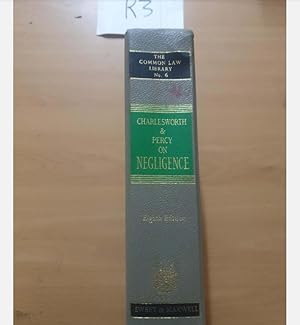 R3
THE
COMMON LAW
LIBRARY
No. 6
CHARLESWORTH
&
PERCY
ON
NEGLIGENCE
Eighth Edition
SWEET & MAXWELL